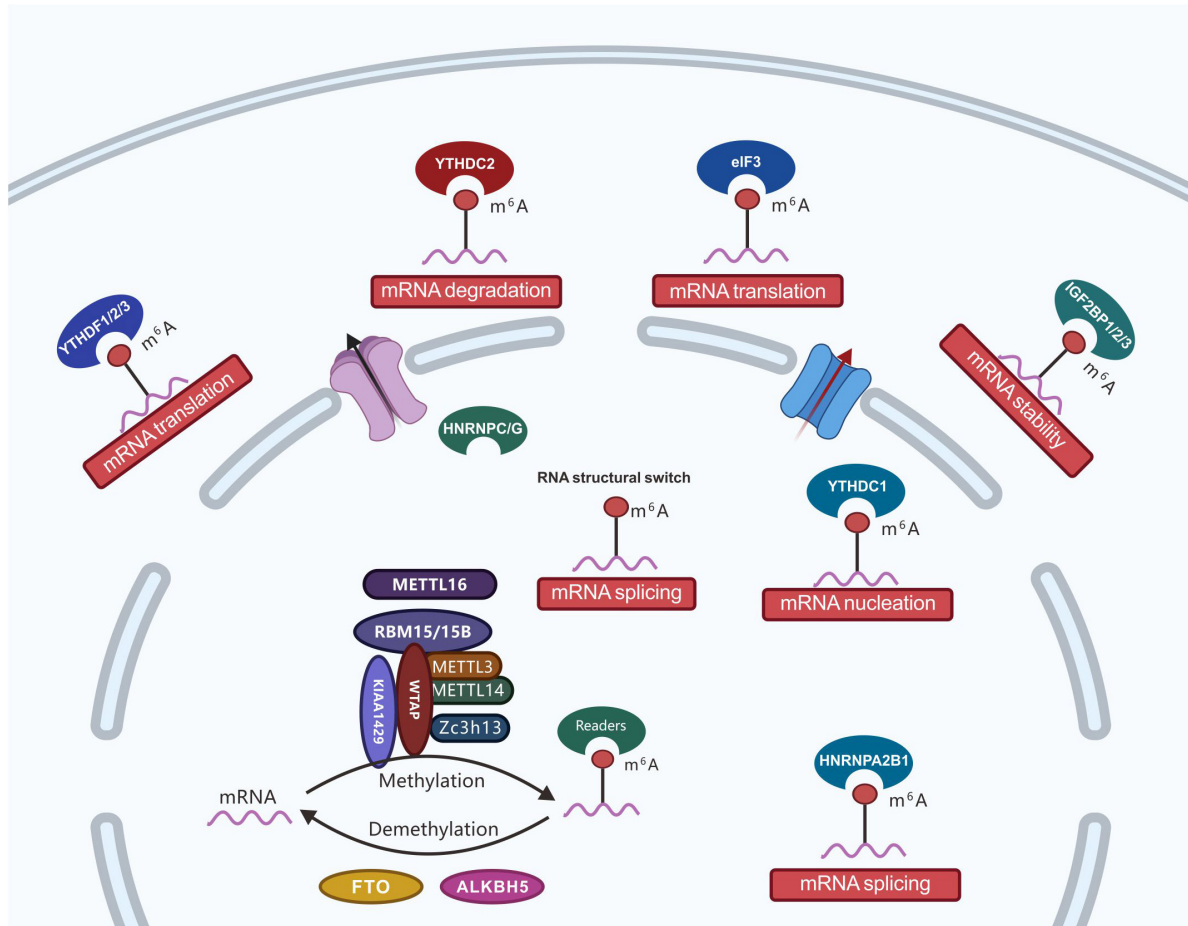 YTHDC2
m⁶A
mRNA degradation
eIF3
m⁶A
mRNA translation
YTHDF1/2/3
m⁶A
mRNA translation
IGF2BP1/2/3
m⁶A
mRNA stability
HNRNPC/G
RNA structural switch
m⁶A
mRNA splicing
YTHDC1
m⁶A
mRNA nucleation
METTL16
RBM15/15B
KIAA1429
WTAP
METTL3
METTL14
Zc3h13
Readers
m⁶A
mRNA
Methylation
Demethylation
FTO
ALKBH5
HNRNPA2B1
m⁶A
mRNA splicing